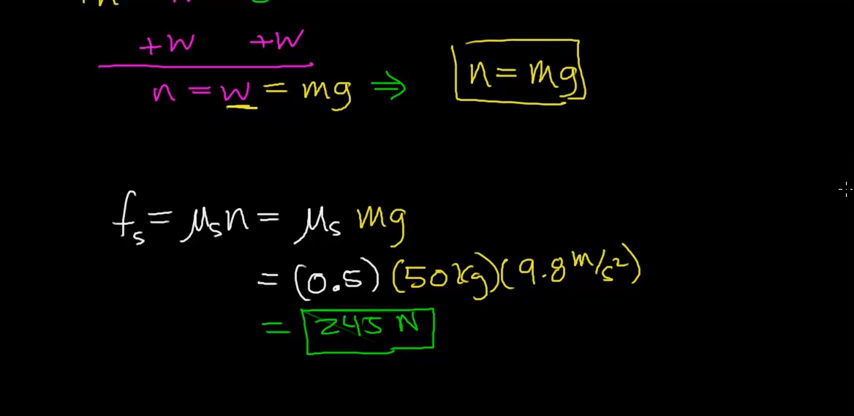 +w +w
n = w = mg ⇒ n = mg
fₛ = μₛn = μₛ mg
= (0.5) (50kg)(9.8 m/s²)
= 245 N